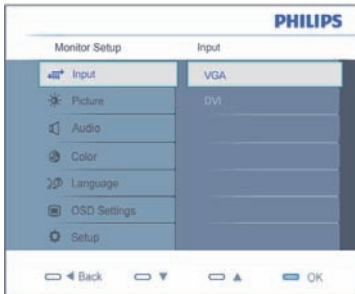 PHILIPS
Monitor Setup Input
Input VGA
Picture DVI
Audio
Color
Language
OSD Settings
Setup
Back OK